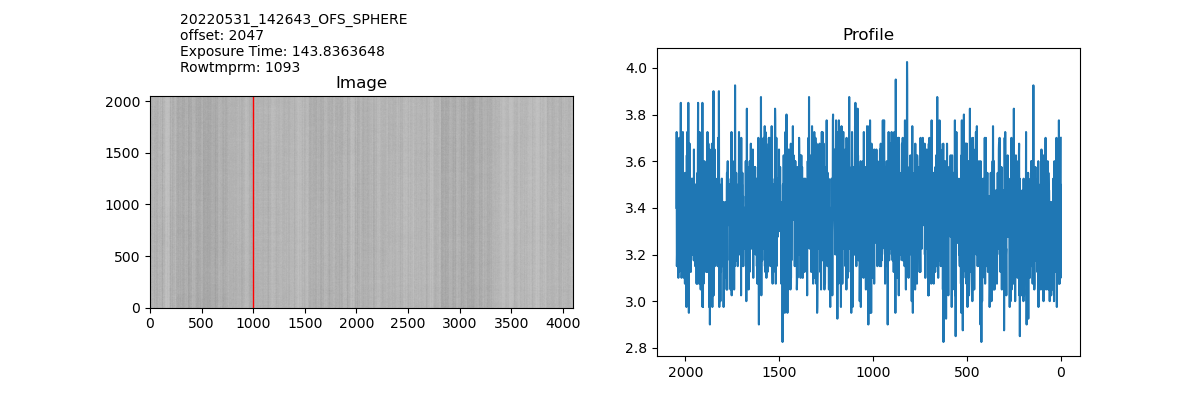 20220531_142643_OFS_SPHERE
offset: 2047
Exposure Time: 143.8363648
Rowtmprm: 1093
Image
2000
1500
1000
500
0
0 500 1000 1500 2000 2500 3000 3500 4000
Profile
4.0
3.8
3.6
3.4
3.2
3.0
2.8
2000 1500 1000 500 0